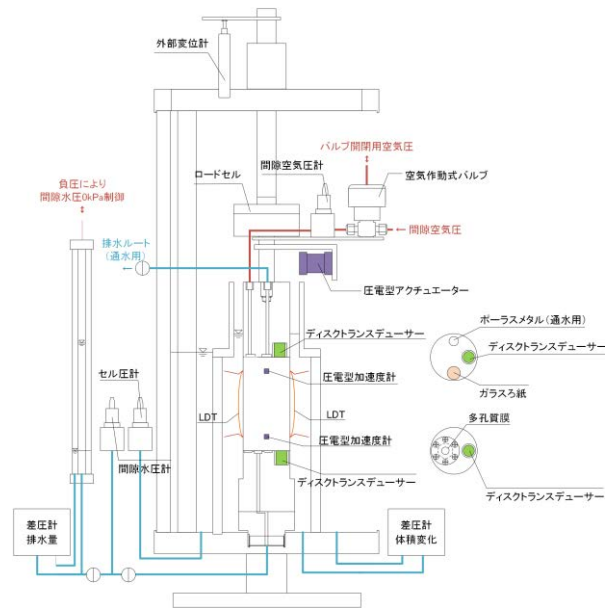 外部変位計
バルブ開閉用空気圧
負圧により
間隙水圧0kPa制御
ロードセル
間隙空気圧計
空気作動式バルブ
排水ルート
(通水用)
間隙空気圧
圧電型アクチュエーター
ディスクトランスデューサー
ポーラスメタル(通水用)
ディスクトランスデューサー
セル圧計
圧電型加速度計
ガラスろ紙
LDT
LDT
多孔質膜
圧電型加速度計
間隙水圧計
ディスクトランスデューサー
ディスクトランスデューサー
差圧計
排水量
差圧計
体積変化